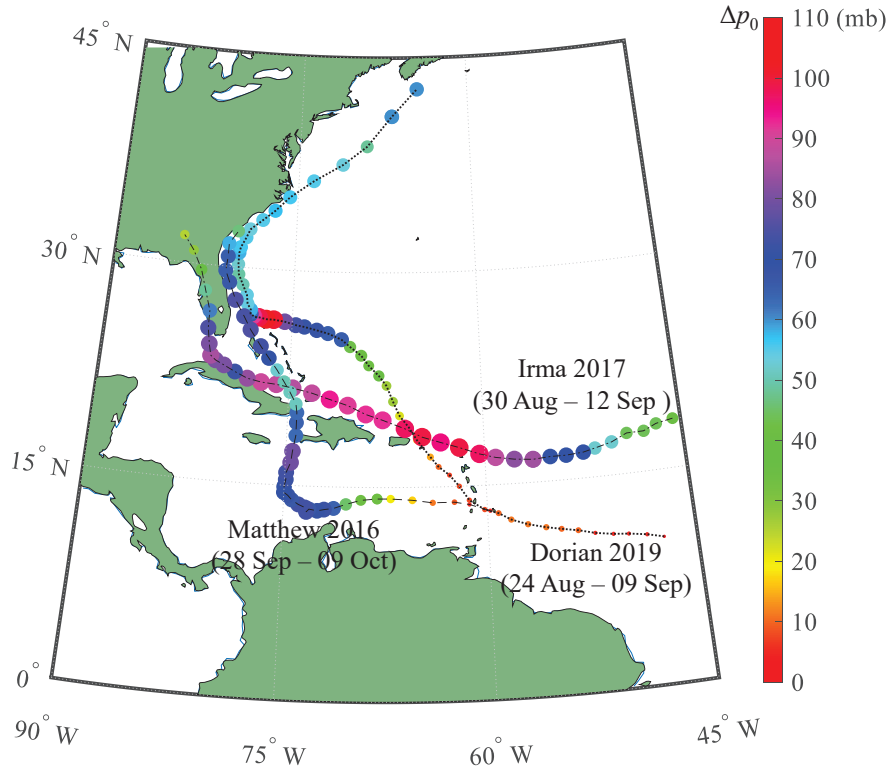 Δp₀
110 (mb)
100
90
80
70
60
50
40
30
20
10
0
45° N
30° N
15° N
0°
90° W
75° W
60° W
45° W
Irma 2017
(30 Aug – 12 Sep )
Matthew 2016
(28 Sep – 09 Oct)
Dorian 2019
(24 Aug – 09 Sep)